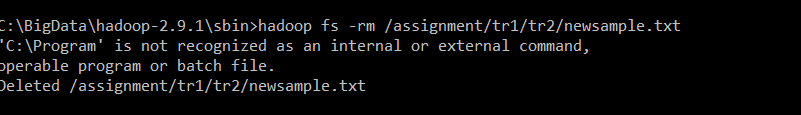 C:\BigData\hadoop-2.9.1\sbin>hadoop fs -rm /assignment/tr1/tr2/newsample.txt
'C:\Program' is not recognized as an internal or external command,
operable program or batch file.
Deleted /assignment/tr1/tr2/newsample.txt